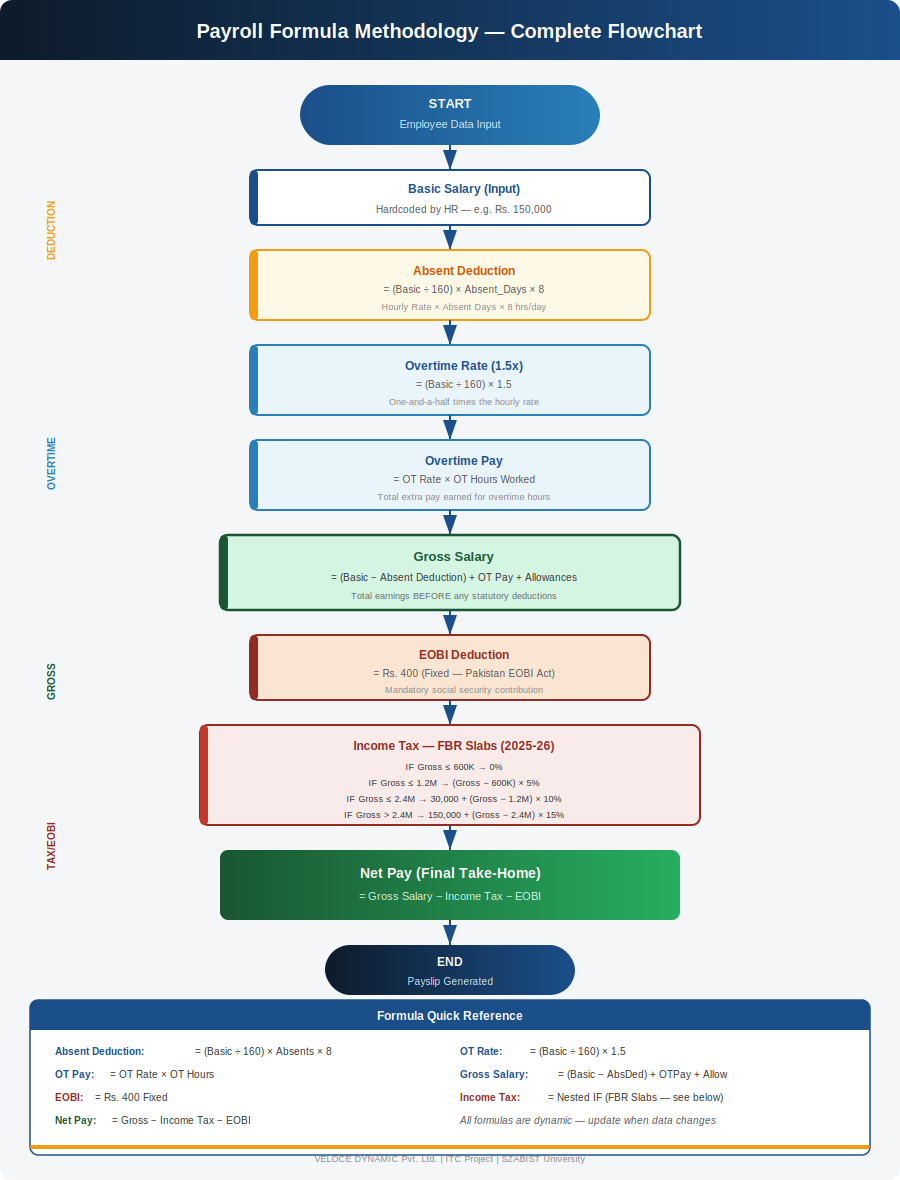 Payroll Formula Methodology — Complete Flowchart
START
Employee Data Input
Basic Salary (Input)
Hardcoded by HR — e.g. Rs. 150,000
DEDUCTION
Absent Deduction
= (Basic ÷ 160) × Absent_Days × 8
Hourly Rate × Absent Days × 8 hrs/day
Overtime Rate (1.5x)
= (Basic ÷ 160) × 1.5
One-and-a-half times the hourly rate
OVERTIME
Overtime Pay
= OT Rate × OT Hours Worked
Total extra pay earned for overtime hours
Gross Salary
= (Basic − Absent Deduction) + OT Pay + Allowances
Total earnings BEFORE any statutory deductions
GROSS
EOBI Deduction
= Rs. 400 (Fixed — Pakistan EOBI Act)
Mandatory social security contribution
Income Tax — FBR Slabs (2025-26)
IF Gross ≤ 600K → 0%
IF Gross ≤ 1.2M → (Gross − 600K) × 5%
IF Gross ≤ 2.4M → 30,000 + (Gross − 1.2M) × 10%
IF Gross > 2.4M → 150,000 + (Gross − 2.4M) × 15%
TAX/EOBI
Net Pay (Final Take-Home)
= Gross Salary − Income Tax − EOBI
END
Payslip Generated
Formula Quick Reference
Absent Deduction: = (Basic ÷ 160) × Absents × 8
OT Rate: = (Basic ÷ 160) × 1.5
OT Pay: = OT Rate × OT Hours
Gross Salary: = (Basic − AbsDed) + OTPay + Allow
EOBI: = Rs. 400 Fixed
Income Tax: = Nested IF (FBR Slabs — see below)
Net Pay: = Gross − Income Tax − EOBI
All formulas are dynamic — update when data changes
VELOCE DYNAMIC Pvt. Ltd. | ITC Project | SZABIST University